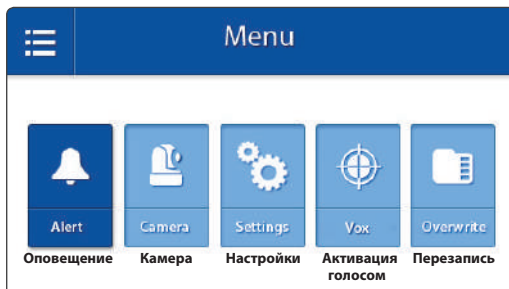 Menu
Alert Camera Settings Vox Overwrite
Оповещение Камера Настройки Активация Перезапись
голосом